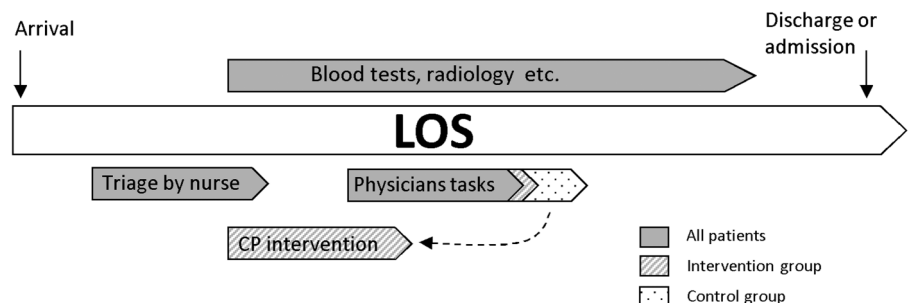 Arrival
Discharge or
admission
Blood tests, radiology etc.
LOS
Triage by nurse
Physicians tasks
CP intervention
All patients
Intervention group
Control group